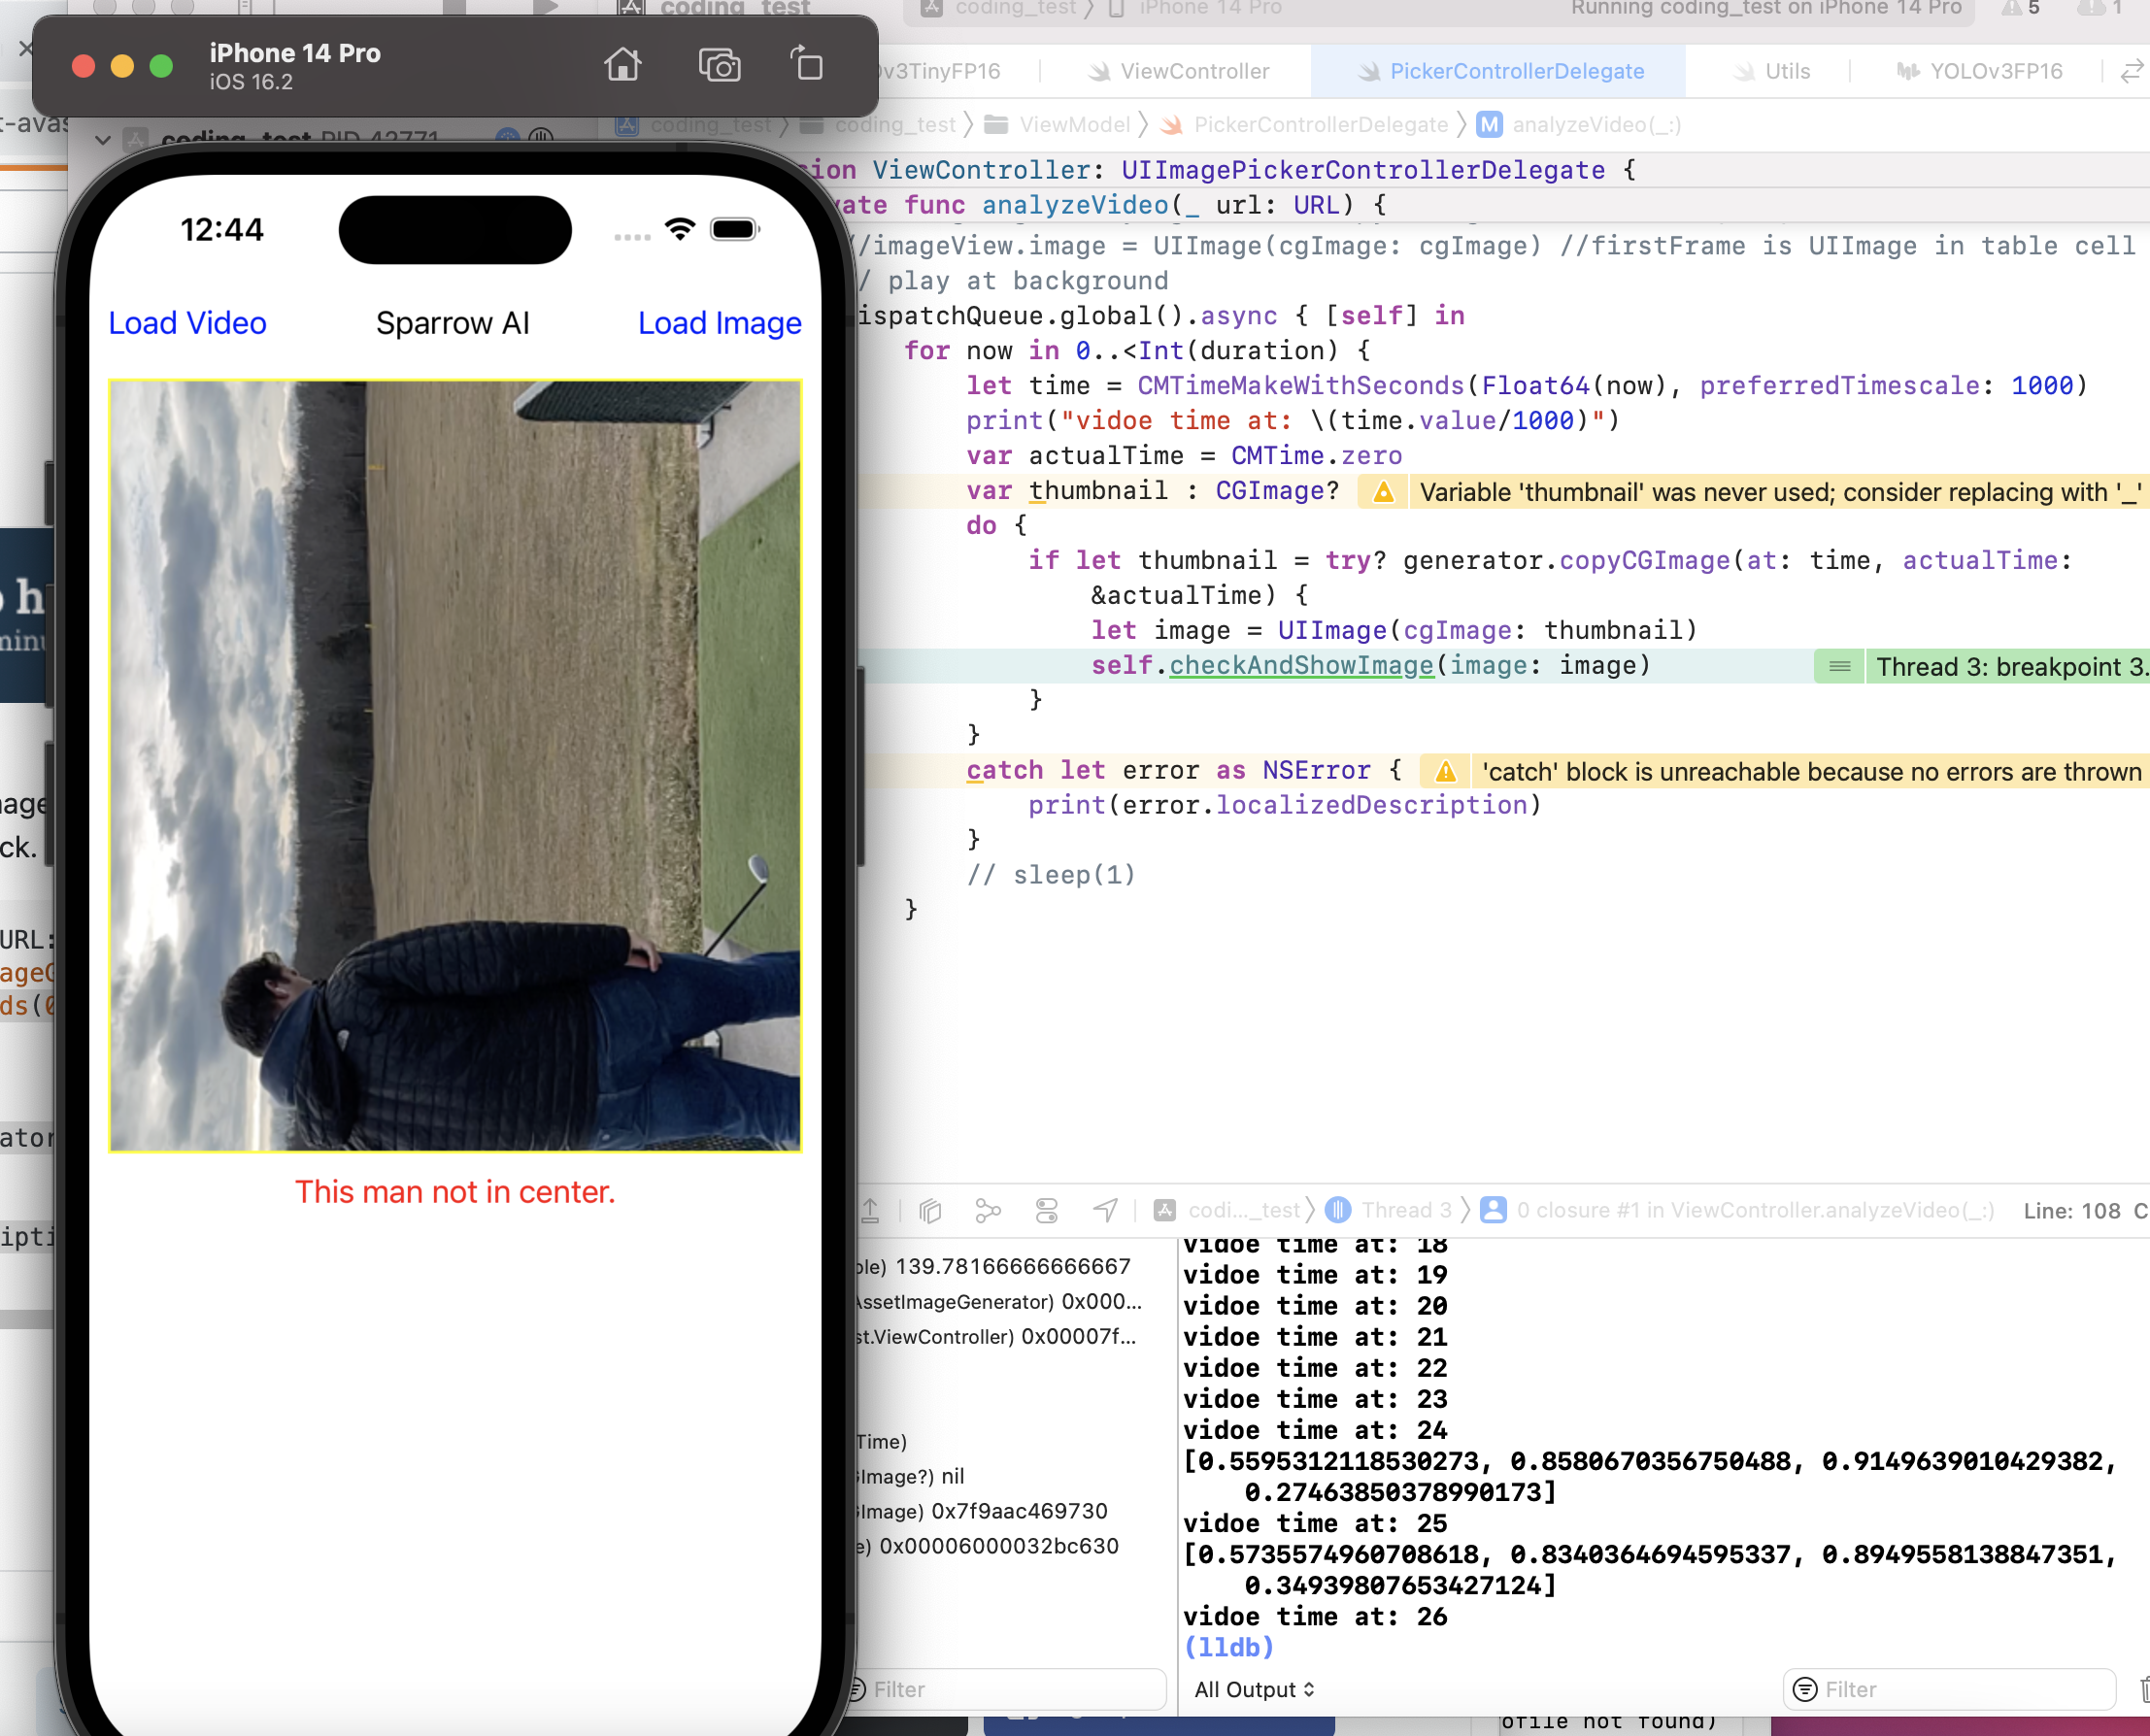 iPhone 14 Pro
iOS 16.2
coding_test
coding_test
iPhone 14 Pro
Running coding_test on iPhone 14 Pro
5
1
v3TinyFP16
ViewController
PickerControllerDelegate
Utils
YOLOv3FP16
t-avas
coding_test PID 42771
coding_test
coding_test
ViewModel
PickerControllerDelegate
M analyzeVideo(_:)
sion ViewController: UIImagePickerControllerDelegate {
vate func analyzeVideo(_ url: URL) {
//imageView.image = UIImage(cgImage: cgImage) //firstFrame is UIImage in table cell
/ play at background
ispatchQueue.global().async { [self] in
for now in 0..<Int(duration) {
let time = CMTimeMakeWithSeconds(Float64(now), preferredTimescale: 1000)
print("vidoe time at: \(time.value/1000)")
var actualTime = CMTime.zero
var thumbnail : CGImage?
Variable 'thumbnail' was never used; consider replacing with '_'
do {
if let thumbnail = try? generator.copyCGImage(at: time, actualTime:
&actualTime) {
let image = UIImage(cgImage: thumbnail)
self.checkAndShowImage(image: image)
Thread 3: breakpoint 3.
}
}
catch let error as NSError {
'catch' block is unreachable because no errors are thrown
print(error.localizedDescription)
}
// sleep(1)
}
12:44
Load Video
Sparrow AI
Load Image
This man not in center.
o h
minu
age
ck.
URL:
ageG
ds(0
ator
ipti
codi..._test
Thread 3
0 closure #1 in ViewController.analyzeVideo(_:)
Line: 108 C
ble) 139.78166666666667
AssetImageGenerator) 0x000...
st.ViewController) 0x00007f...
Time)
GImage?) nil
GImage) 0x7f9aac469730
e) 0x00006000032bc630
Filter
vidoe time at: 18
vidoe time at: 19
vidoe time at: 20
vidoe time at: 21
vidoe time at: 22
vidoe time at: 23
vidoe time at: 24
[0.5595312118530273, 0.8580670356750488, 0.9149639010429382,
0.27463850378990173]
vidoe time at: 25
[0.5735574960708618, 0.8340364694595337, 0.8949558138847351,
0.34939807653427124]
vidoe time at: 26
(lldb)
All Output
Filter
ofile not found)